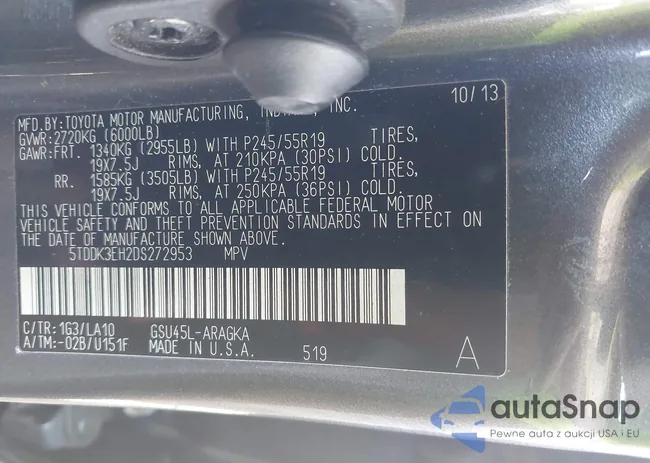 MFD.BY:TOYOTA MOTOR MANUFACTURING, INDIANA, INC. 10/13
GVWR:2720KG (6000LB)
GAWR:FRT. 1340KG (2955LB) WITH P245/55R19 TIRES,
19X7.5J RIMS, AT 210KPA (30PSI) COLD.
RR. 1585KG (3505LB) WITH P245/55R19 TIRES,
19X7.5J RIMS, AT 250KPA (36PSI) COLD.
THIS VEHICLE CONFORMS TO ALL APPLICABLE FEDERAL MOTOR
VEHICLE SAFETY AND THEFT PREVENTION STANDARDS IN EFFECT ON
THE DATE OF MANUFACTURE SHOWN ABOVE.
5TDDK3EH2DS272953 MPV
C/TR: 1G3/LA10 GSU45L-ARAGKA
A/TM: -02B/U151F MADE IN U.S.A. 519 A
autaSnap
Pewne auta z aukcji USA i EU